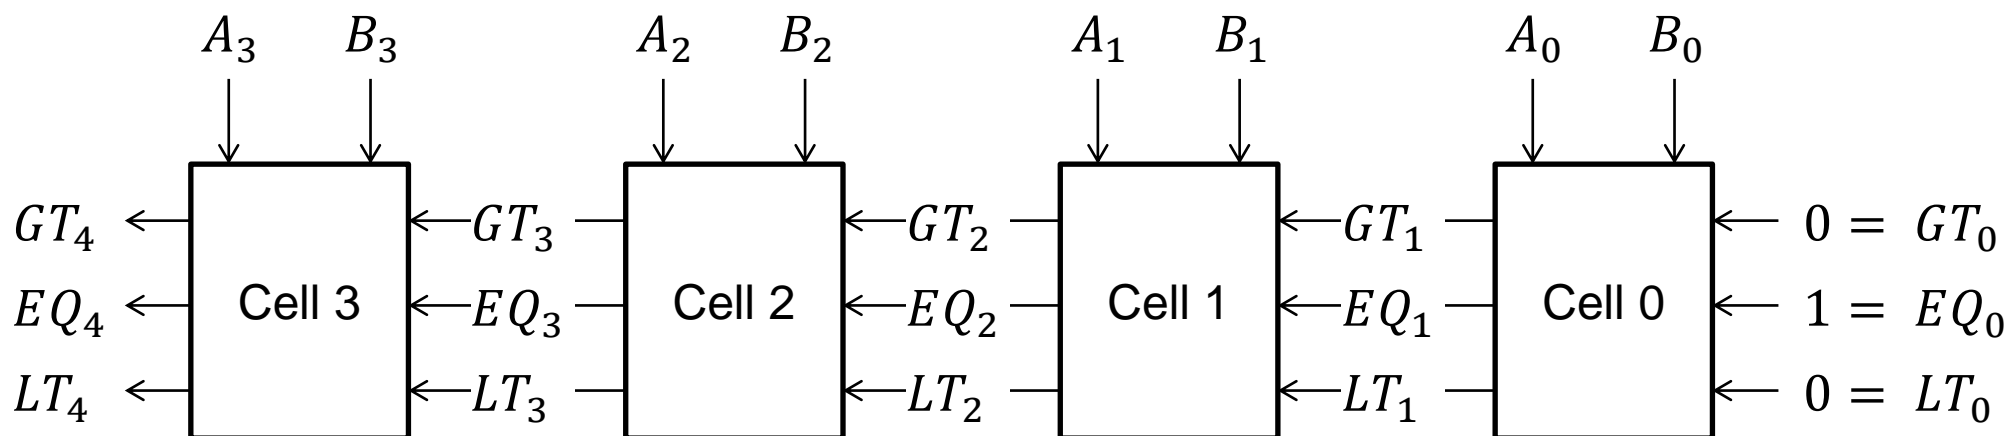 A₃ B₃ A₂ B₂ A₁ B₁ A₀ B₀
GT₄ GT₃ GT₂ GT₁ 0 = GT₀
Cell 3 Cell 2 Cell 1 Cell 0
EQ₄ EQ₃ EQ₂ EQ₁ 1 = EQ₀
LT₄ LT₃ LT₂ LT₁ 0 = LT₀